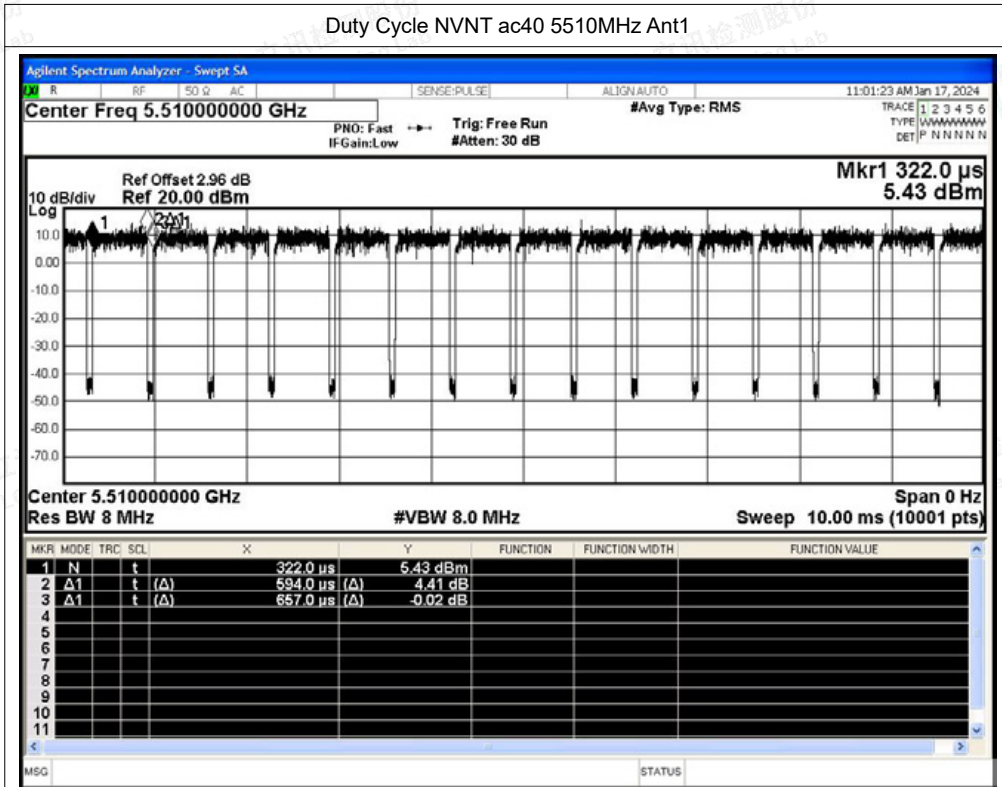 Duty Cycle NVNT ac40 5510MHz Ant1
Agilent Spectrum Analyzer - Swept SA
R RF 50 Ω AC SENSE:PULSE ALIGN AUTO 11:01:23 AM Jan 17, 2024
Center Freq 5.510000000 GHz #Avg Type: RMS TRACE 1 2 3 4 5 6
PNO: Fast Trig: Free Run TYPE
IFGain:Low #Atten: 30 dB DET P N N N N N
Mkr1 322.0 µs
Ref Offset 2.96 dB
10 dB/div Ref 20.00 dBm 5.43 dBm
Log
1 2Δ1
10.0
0.00
-10.0
-20.0
-30.0
-40.0
-50.0
-60.0
-70.0
Center 5.510000000 GHz Span 0 Hz
Res BW 8 MHz #VBW 8.0 MHz Sweep 10.00 ms (10001 pts)
MKR MODE TRC SCL X Y FUNCTION FUNCTION WIDTH FUNCTION VALUE
1 N t 322.0 µs 5.43 dBm
2 Δ1 t (Δ) 594.0 µs (Δ) 4.41 dB
3 Δ1 t (Δ) 657.0 µs (Δ) -0.02 dB
4
5
6
7
8
9
10
11
MSG STATUS